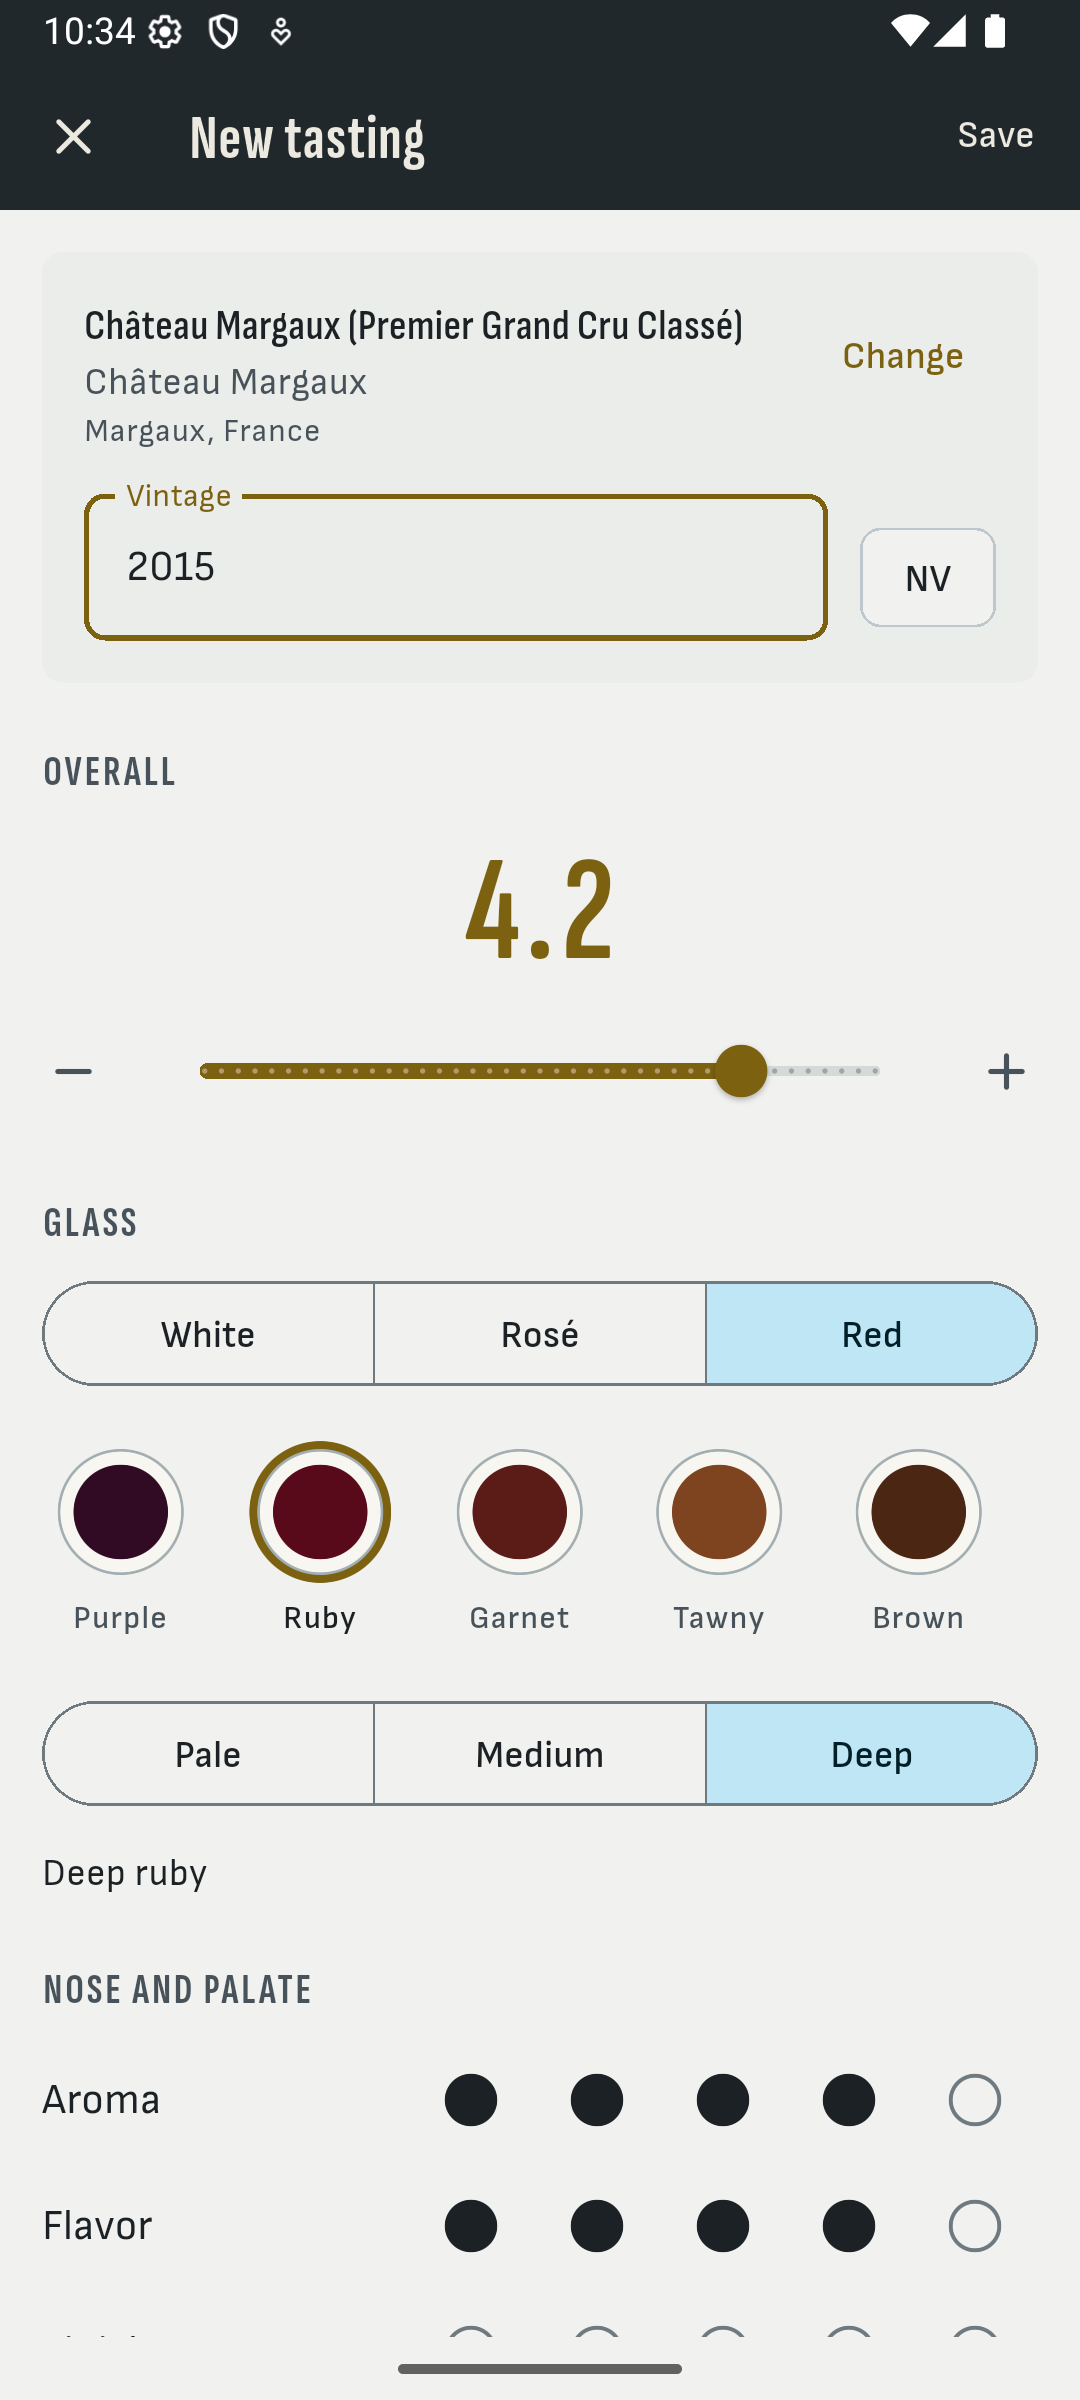 10:34
New tasting
Save
Château Margaux (Premier Grand Cru Classé)
Château Margaux
Margaux, France
Change
Vintage
2015
NV
OVERALL
4.2
GLASS
White
Rosé
Red
Purple
Ruby
Garnet
Tawny
Brown
Pale
Medium
Deep
Deep ruby
NOSE AND PALATE
Aroma
Flavor